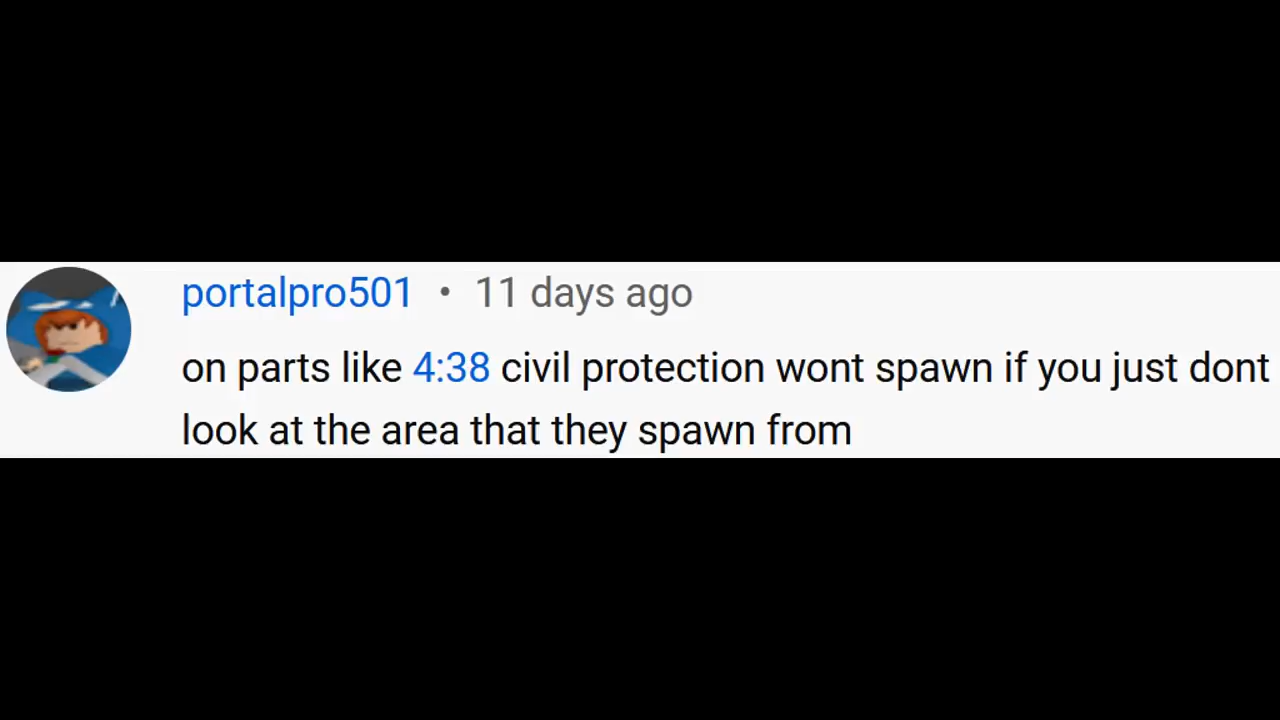 portalpro501 • 11 days ago
on parts like 4:38 civil protection wont spawn if you just dont
look at the area that they spawn from